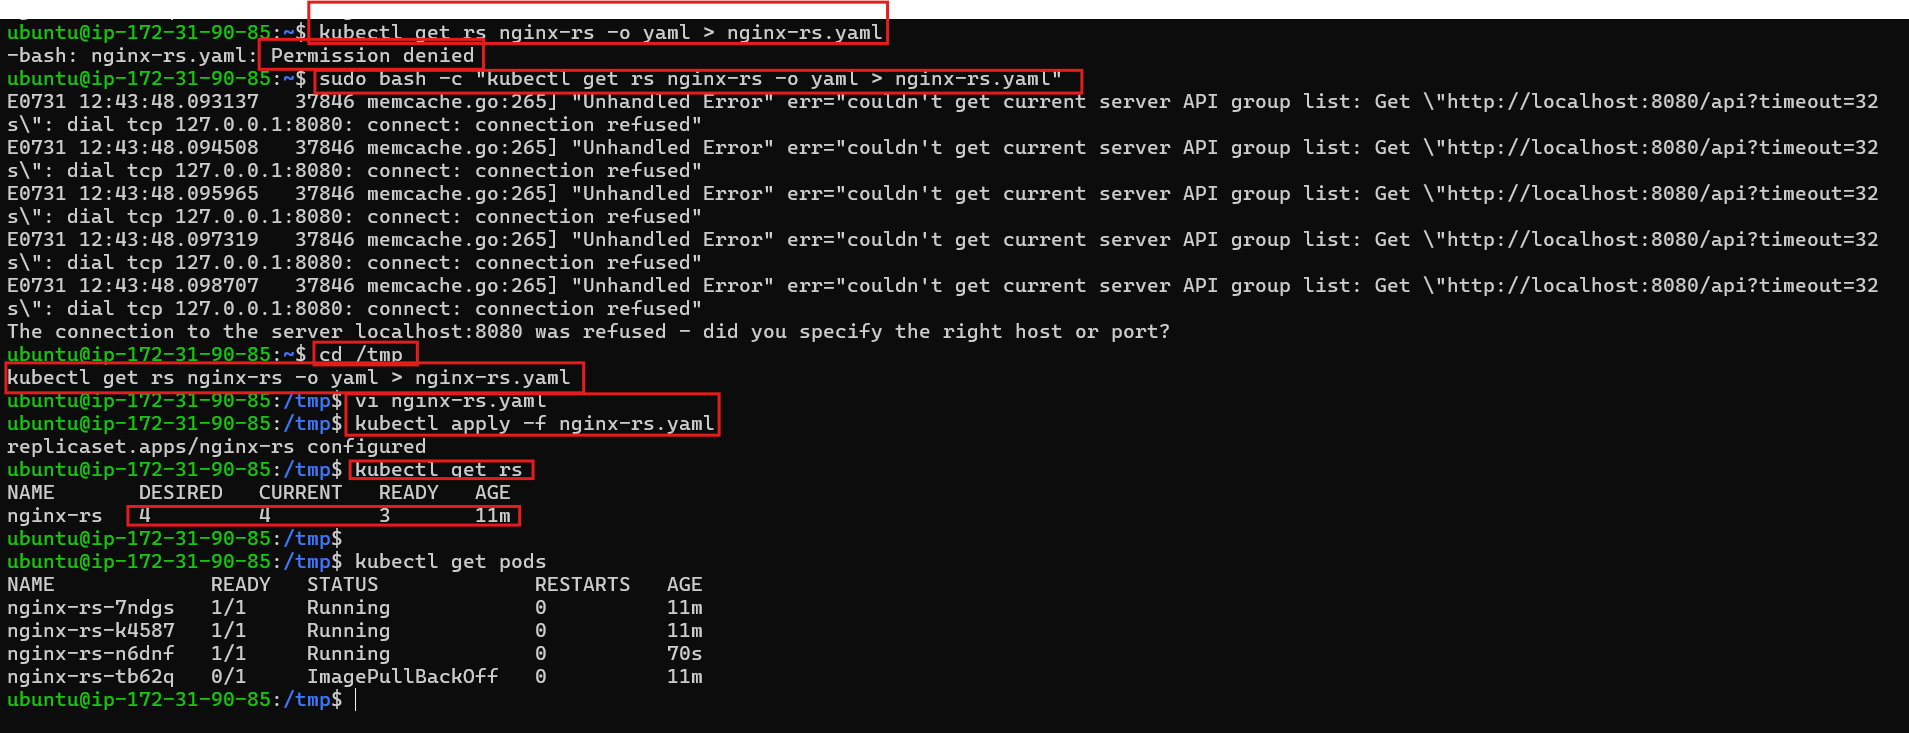 ubuntu@ip-172-31-90-85:~$ kubectl get rs nginx-rs -o yaml > nginx-rs.yaml
-bash: nginx-rs.yaml: Permission denied
ubuntu@ip-172-31-90-85:~$ sudo bash -c "kubectl get rs nginx-rs -o yaml > nginx-rs.yaml"
E0731 12:43:48.093137   37846 memcache.go:265] "Unhandled Error" err="couldn't get current server API group list: Get \"http://localhost:8080/api?timeout=32
s\": dial tcp 127.0.0.1:8080: connect: connection refused"
E0731 12:43:48.094508   37846 memcache.go:265] "Unhandled Error" err="couldn't get current server API group list: Get \"http://localhost:8080/api?timeout=32
s\": dial tcp 127.0.0.1:8080: connect: connection refused"
E0731 12:43:48.095965   37846 memcache.go:265] "Unhandled Error" err="couldn't get current server API group list: Get \"http://localhost:8080/api?timeout=32
s\": dial tcp 127.0.0.1:8080: connect: connection refused"
E0731 12:43:48.097319   37846 memcache.go:265] "Unhandled Error" err="couldn't get current server API group list: Get \"http://localhost:8080/api?timeout=32
s\": dial tcp 127.0.0.1:8080: connect: connection refused"
E0731 12:43:48.098707   37846 memcache.go:265] "Unhandled Error" err="couldn't get current server API group list: Get \"http://localhost:8080/api?timeout=32
s\": dial tcp 127.0.0.1:8080: connect: connection refused"
The connection to the server localhost:8080 was refused - did you specify the right host or port?
ubuntu@ip-172-31-90-85:~$ cd /tmp
kubectl get rs nginx-rs -o yaml > nginx-rs.yaml
ubuntu@ip-172-31-90-85:/tmp$ vi nginx-rs.yaml
ubuntu@ip-172-31-90-85:/tmp$ kubectl apply -f nginx-rs.yaml
replicaset.apps/nginx-rs configured
ubuntu@ip-172-31-90-85:/tmp$ kubectl get rs
NAME       DESIRED   CURRENT   READY   AGE
nginx-rs   4         4         3       11m
ubuntu@ip-172-31-90-85:/tmp$
ubuntu@ip-172-31-90-85:/tmp$ kubectl get pods
NAME             READY   STATUS             RESTARTS   AGE
nginx-rs-7ndgs   1/1     Running            0          11m
nginx-rs-k4587   1/1     Running            0          11m
nginx-rs-n6dnf   1/1     Running            0          70s
nginx-rs-tb62q   0/1     ImagePullBackOff   0          11m
ubuntu@ip-172-31-90-85:/tmp$